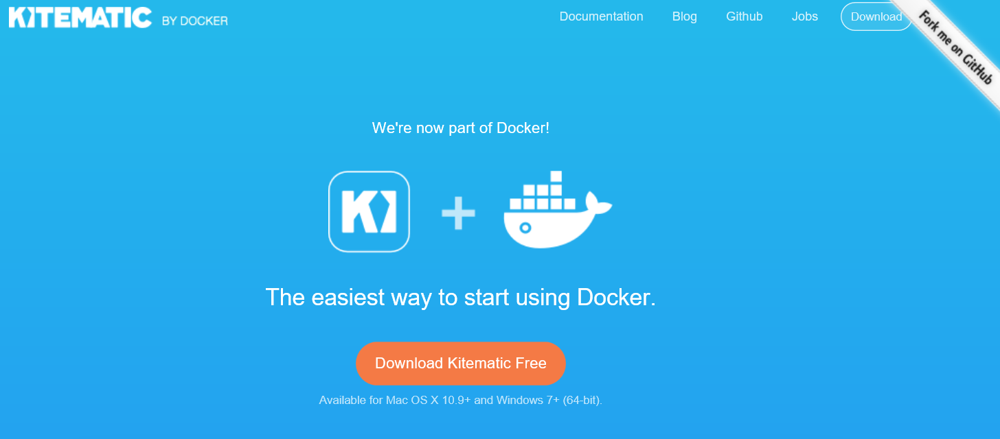 KITEMATIC BY DOCKER
Documentation
Blog
Github
Jobs
Download
Fork me on GitHub
We're now part of Docker!
K
+
The easiest way to start using Docker.
Download Kitematic Free
Available for Mac OS X 10.9+ and Windows 7+ (64-bit).